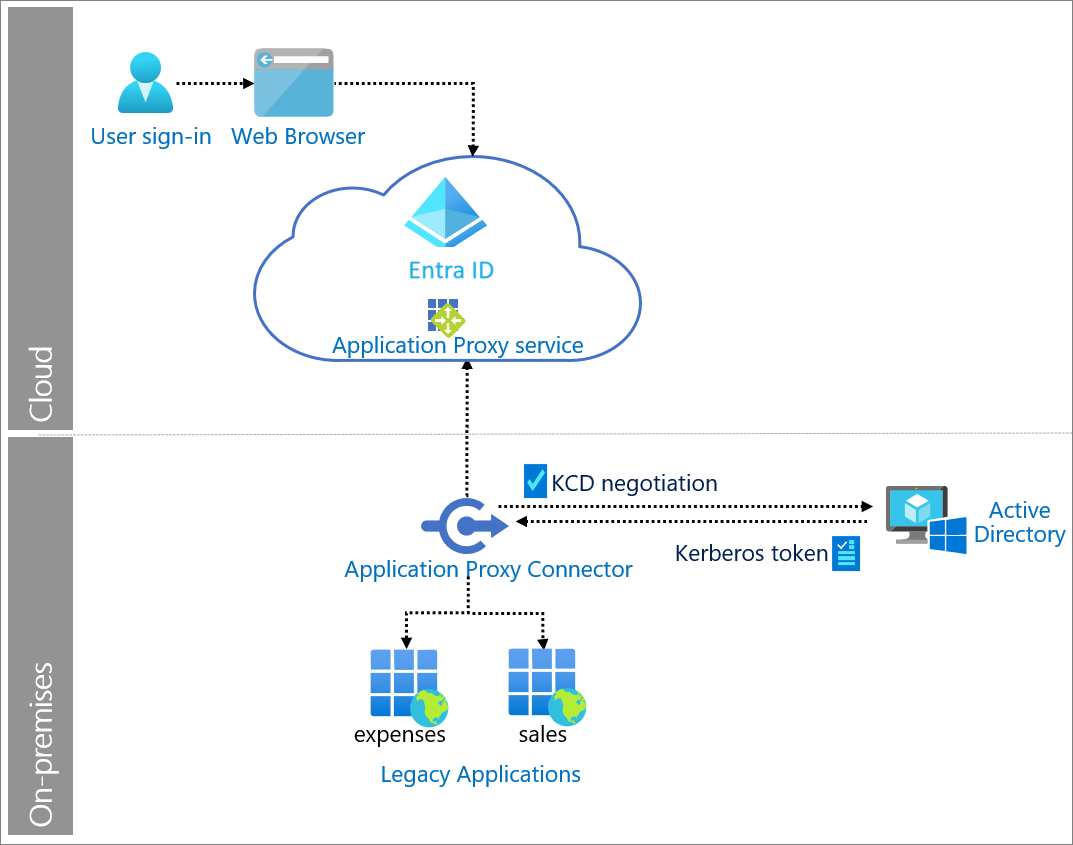 User sign-in
Web Browser
Entra ID
Application Proxy service
Cloud
KCD negotiation
Active
Directory
Kerberos token
Application Proxy Connector
expenses
sales
Legacy Applications
On-premises